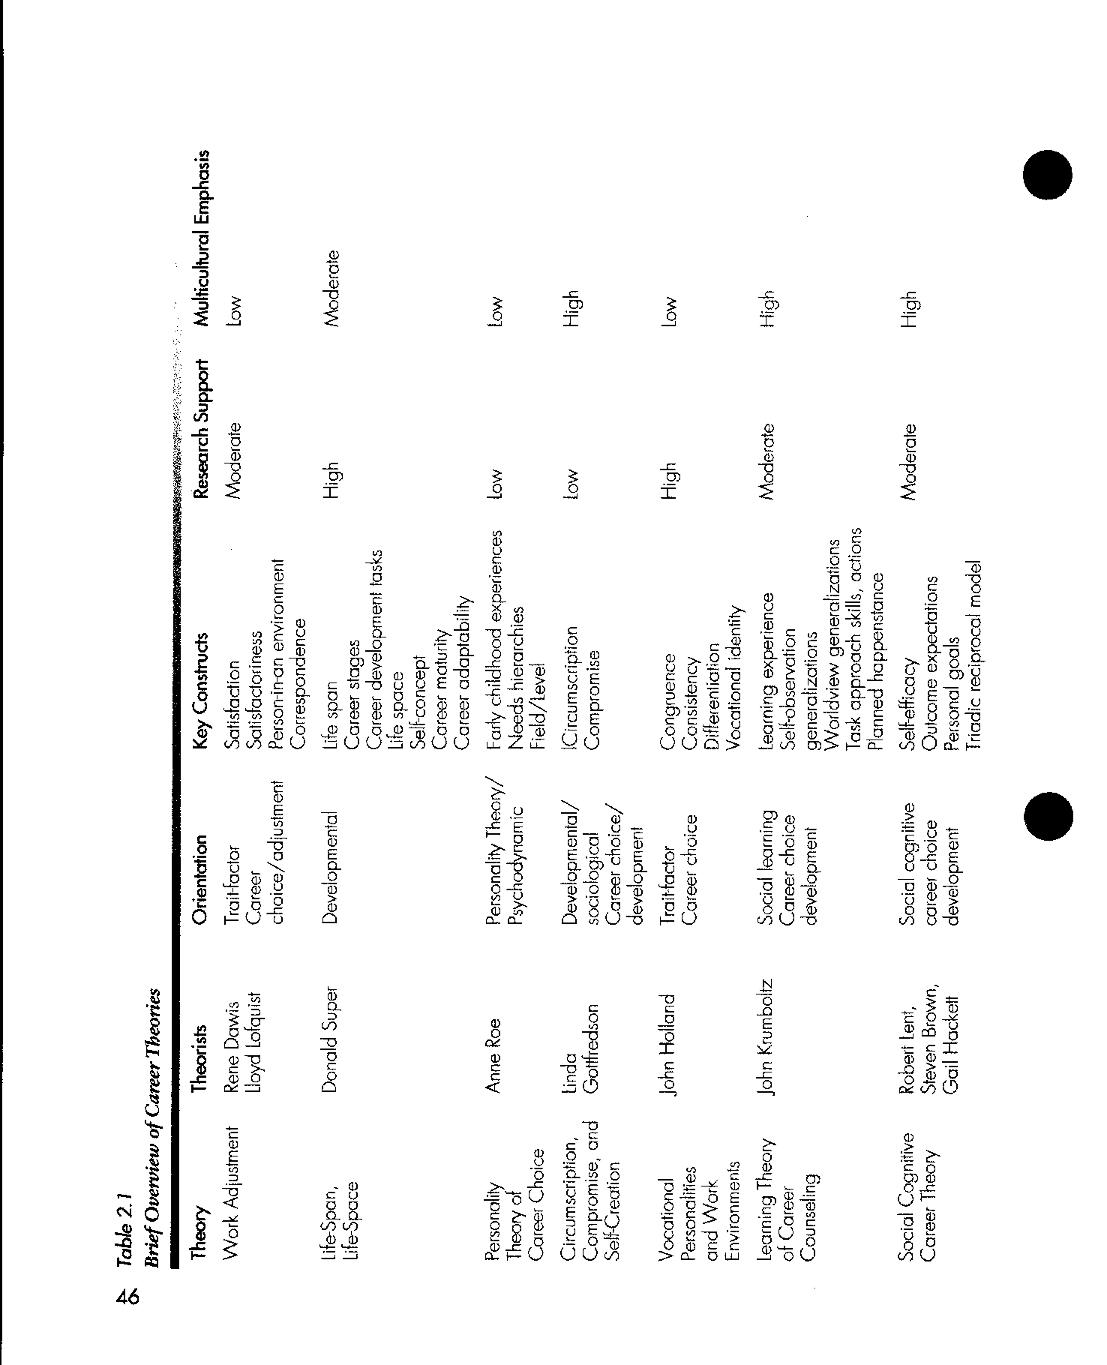 46
Table 2.1
Brief Overview of Career Theories
Theory Theorists Orientation Key Constructs Research Support Multicultural Emphasis
Work Adjustment Rene Dawis Trait-factor Satisfaction Moderate Low
Lloyd Lofquist Career Satisfactoriness
choice/adjustment Person-in-an environment
Correspondence
Life-Span, Donald Super Developmental Life span High Moderate
Life-Space Career stages
Career development tasks
Life space
Self-concept
Career maturity
Career adaptability
Personality Anne Roe Personality Theory/ Early childhood experiences Low Low
Theory of Psychodynamic Needs hierarchies
Career Choice Field/Level
Circumscription, Linda Developmental/ lCircumscription Low High
Compromise, and Gottfredson sociological Compromise
Self-Creation Career choice/
development
Vocational John Holland Trait-factor Congruence High Low
Personalities Career choice Consistency
and Work Differentiation
Environments Vocational identity
Learning Theory John Krumboltz Social learning Learning experience Moderate High
of Career Career choice Self-observation
Counseling development generalizations
Worldview generalizations
Task approach skills, actions
Planned happenstance
Social Cognitive Robert Lent, Social cognitive Self-efficacy Moderate High
Career Theory Steven Brown, career choice Outcome expectations
Gail Hackett development Personal goals
Triadic reciprocal model